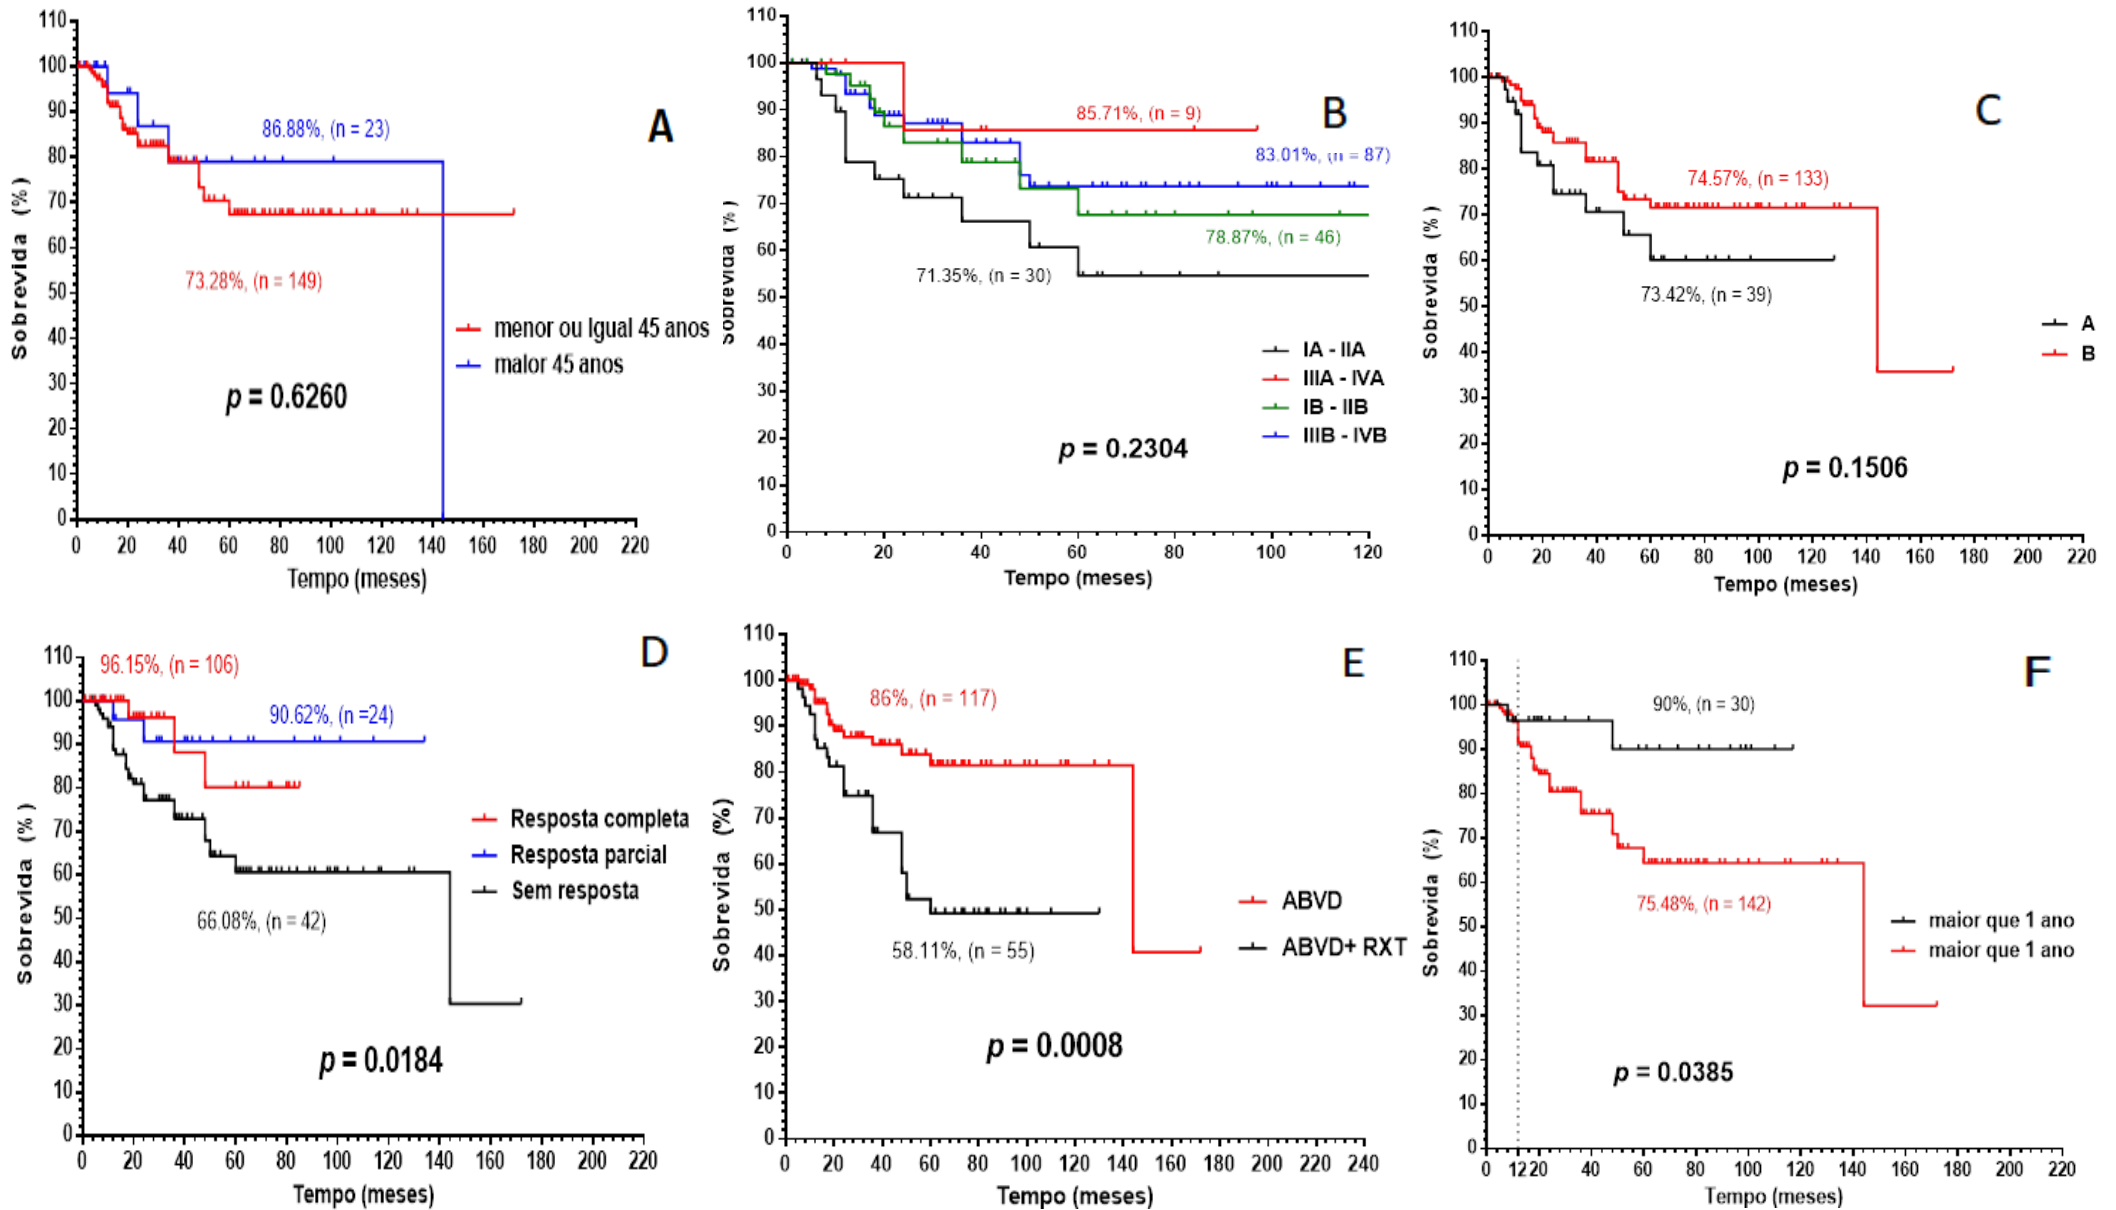 A
110
100
90
80
70
60
50
40
30
20
10
0
Sobrevida (%)
86.88%, (n = 23)
73.28%, (n = 149)
menor ou Igual 45 anos
maior 45 anos
p = 0.6260
0 20 40 60 80 100 120 140 160 180 200 220
Tempo (meses)
B
110
100
90
80
70
60
50
40
30
20
10
0
Sobrevida (%)
85.71%, (n = 9)
83.01%, (n = 87)
78.87%, (n = 46)
71.35%, (n = 30)
IA - IIA
IIIA - IVA
IB - IIB
IIIB - IVB
p = 0.2304
0 20 40 60 80 100 120
Tempo (meses)
C
110
100
90
80
70
60
50
40
30
20
10
0
Sobrevida (%)
74.57%, (n = 133)
73.42%, (n = 39)
A
B
p = 0.1506
0 20 40 60 80 100 120 140 160 180 200 220
Tempo (meses)
D
110
100
90
80
70
60
50
40
30
20
10
0
Sobrevida (%)
96.15%, (n = 106)
90.62%, (n =24)
Resposta completa
Resposta parcial
Sem resposta
66.08%, (n = 42)
p = 0.0184
0 20 40 60 80 100 120 140 160 180 200 220
Tempo (meses)
E
110
100
90
80
70
60
50
40
30
20
10
0
Sobrevida (%)
86%, (n = 117)
ABVD
ABVD+ RXT
58.11%, (n = 55)
p = 0.0008
0 20 40 60 80 100 120 140 160 180 200 220 240
Tempo (meses)
F
110
100
90
80
70
60
50
40
30
20
10
0
Sobrevida (%)
90%, (n = 30)
75.48%, (n = 142)
maior que 1 ano
maior que 1 ano
p = 0.0385
0 12 20 40 60 80 100 120 140 160 180 200 220
Tempo (meses)